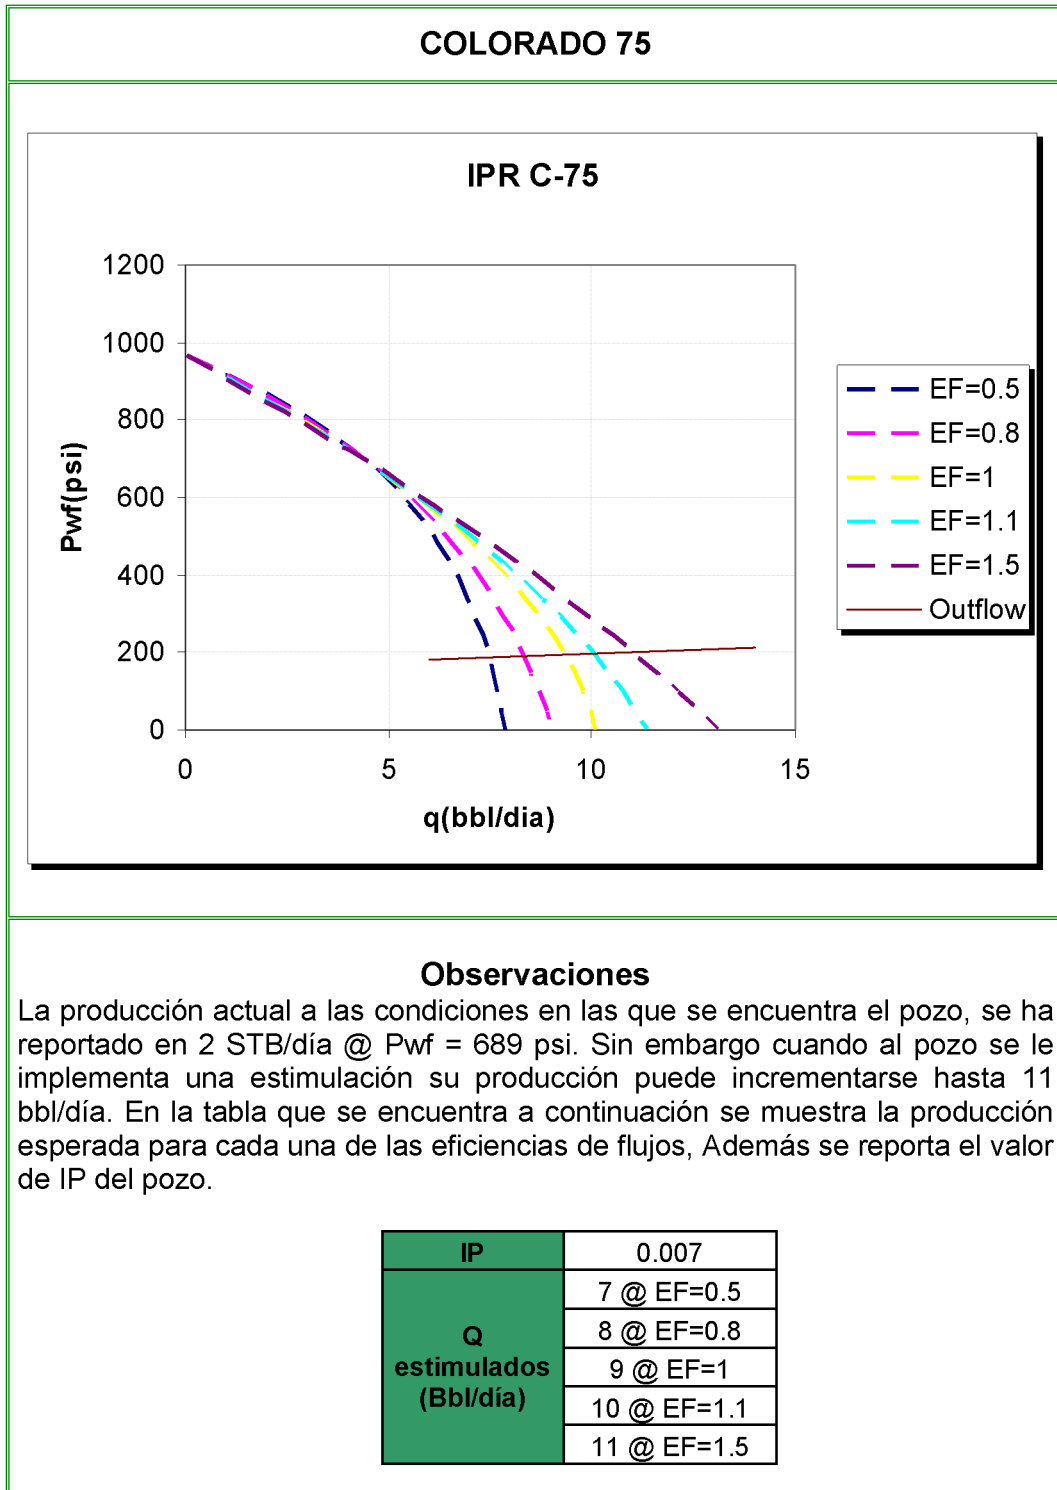 COLORADO 75
IPR C-75
1200
1000
800
600
400
200
0
Pwf(psi)
0 5 10 15
q(bbl/dia)
EF=0.5
EF=0.8
EF=1
EF=1.1
EF=1.5
Outflow
Observaciones
La producción actual a las condiciones en las que se encuentra el pozo, se ha
reportado en 2 STB/día @ Pwf = 689 psi. Sin embargo cuando al pozo se le
implementa una estimulación su producción puede incrementarse hasta 11
bbl/día. En la tabla que se encuentra a continuación se muestra la producción
esperada para cada una de las eficiencias de flujos, Además se reporta el valor
de IP del pozo.
IP 0.007
Q
estimulados
(Bbl/día)
7 @ EF=0.5
8 @ EF=0.8
9 @ EF=1
10 @ EF=1.1
11 @ EF=1.5